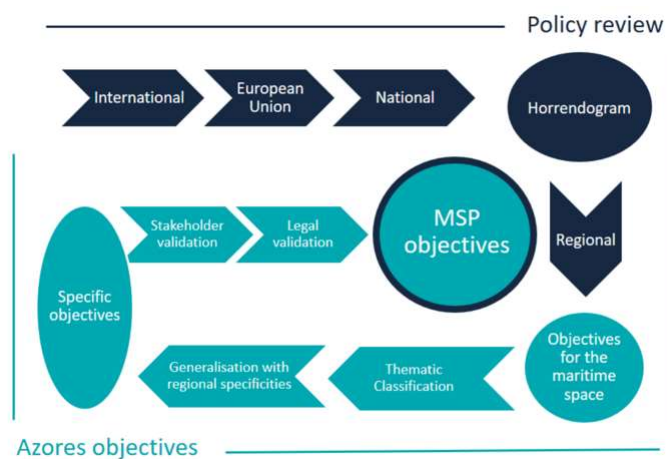 Policy review
International
European
Union
National
Horrendogram
Regional
Objectives
for the
maritime
space
Thematic
Classification
Generalisation with
regional specificities
Specific
objectives
Stakeholder
validation
Legal
validation
MSP
objectives
Azores objectives